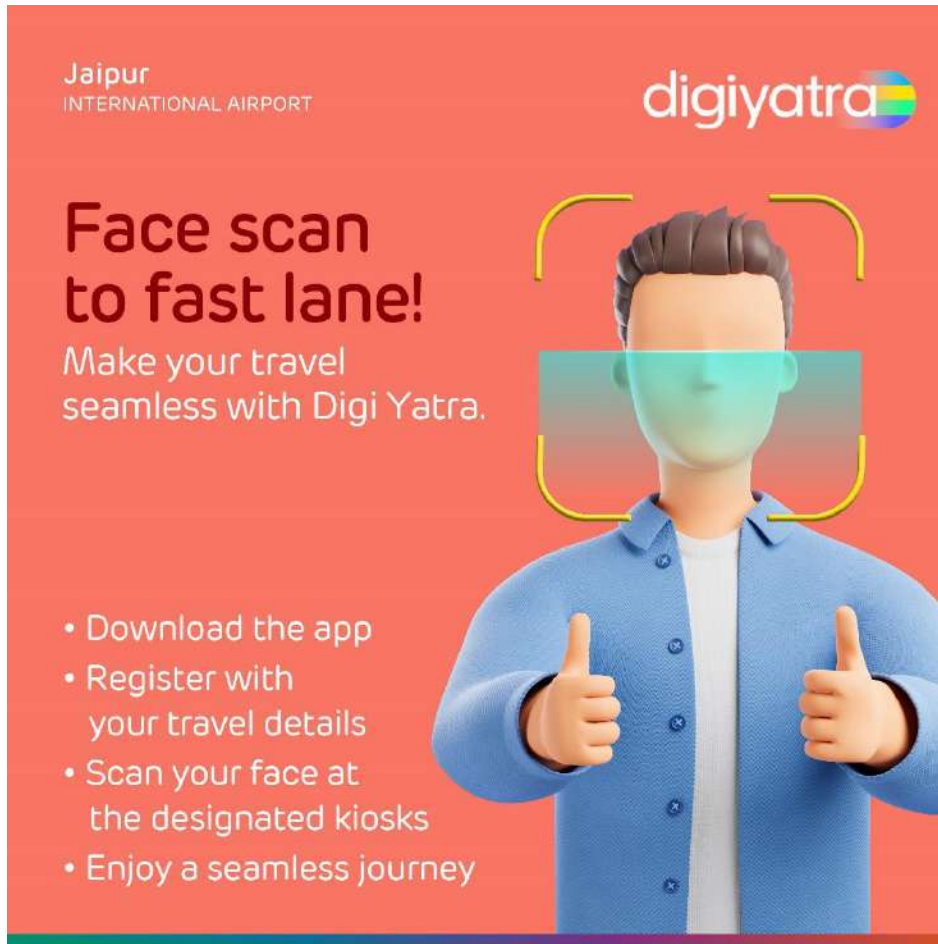 Jaipur
INTERNATIONAL AIRPORT
digiyatra
Face scan
to fast lane!
Make your travel
seamless with Digi Yatra.
• Download the app
• Register with
your travel details
• Scan your face at
the designated kiosks
• Enjoy a seamless journey